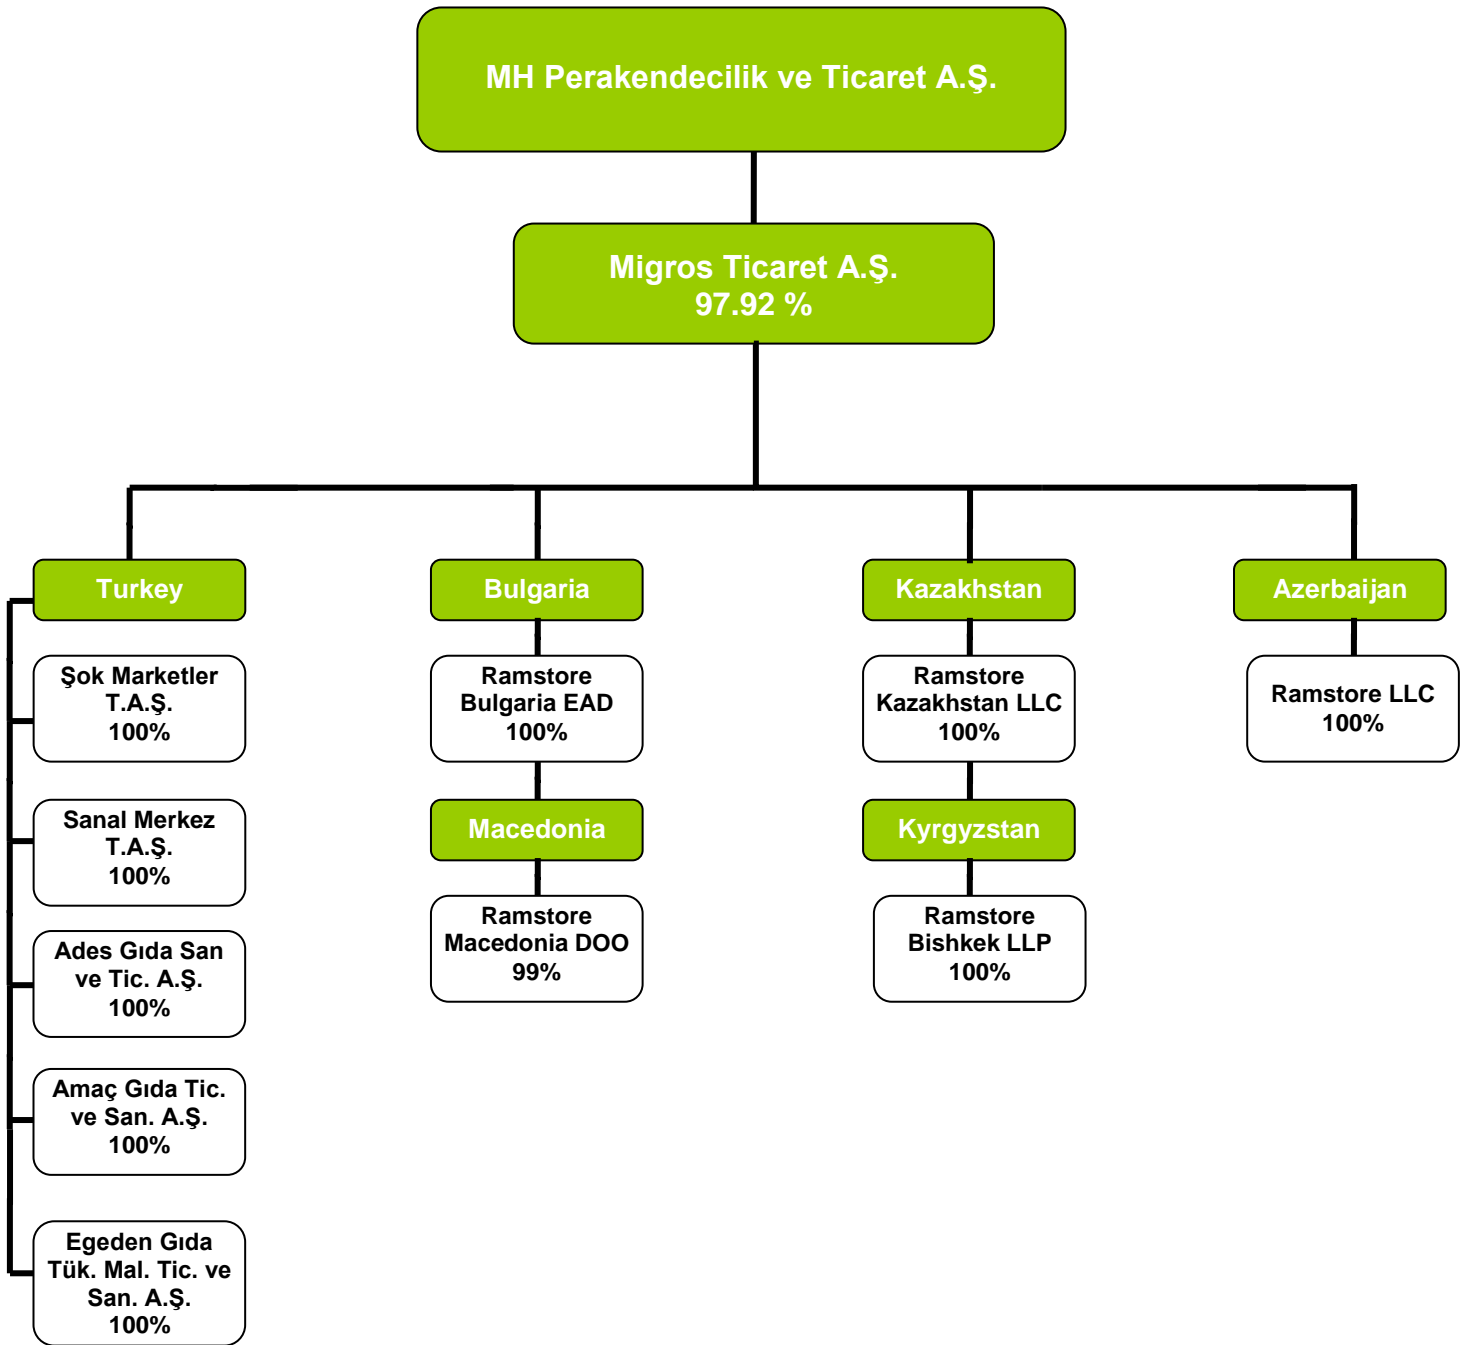 MH Perakendecilik ve Ticaret A.Ş.
Migros Ticaret A.Ş.
97.92 %
Turkey
Bulgaria
Kazakhstan
Azerbaijan
Şok Marketler
T.A.Ş.
100%
Ramstore
Bulgaria EAD
100%
Ramstore
Kazakhstan LLC
100%
Ramstore LLC
100%
Sanal Merkez
T.A.Ş.
100%
Macedonia
Kyrgyzstan
Ades Gıda San
ve Tic. A.Ş.
100%
Ramstore
Macedonia DOO
99%
Ramstore
Bishkek LLP
100%
Amaç Gıda Tic.
ve San. A.Ş.
100%
Egeden Gıda
Tük. Mal. Tic. ve
San. A.Ş.
100%